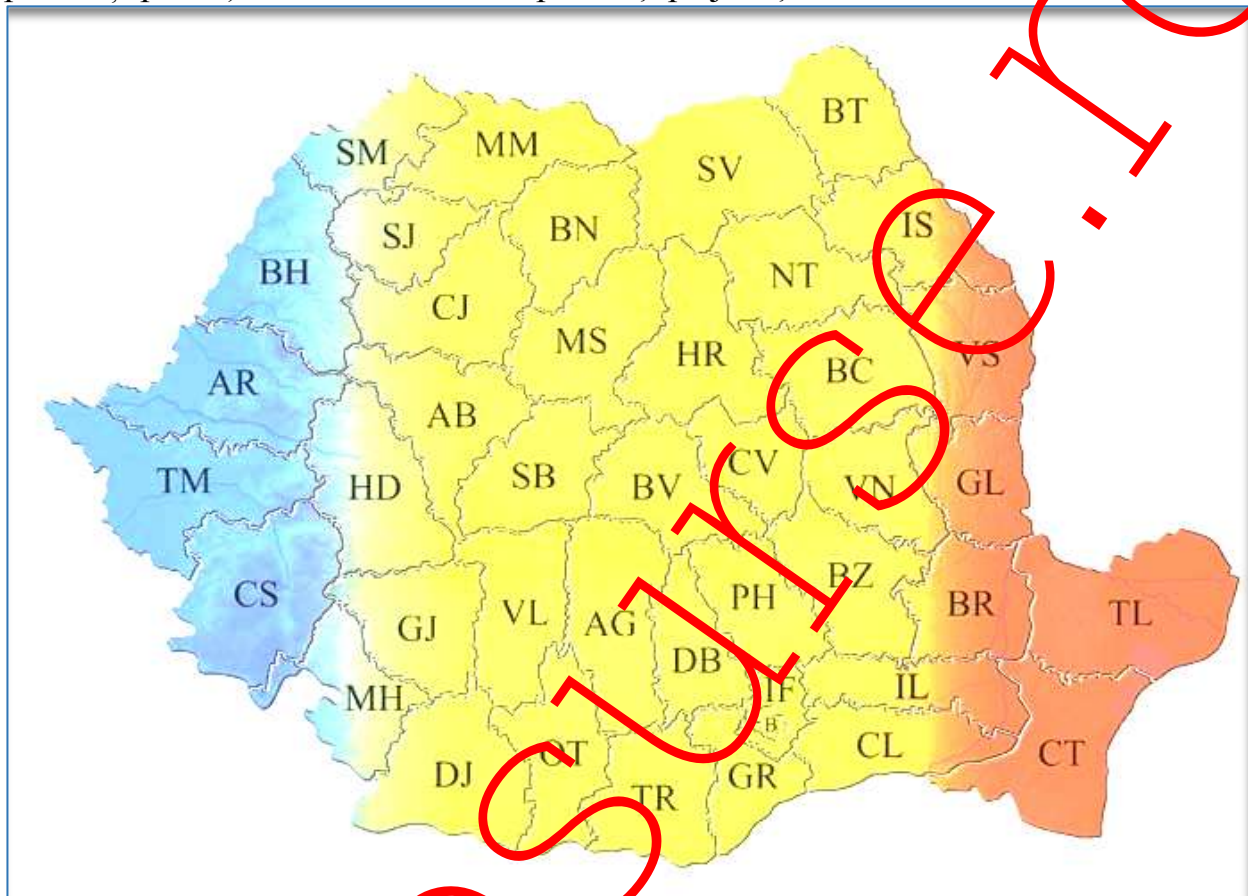 BT
MM
SM
SV
SJ
BN
IS
BH
NT
CJ
MS
HR
VS
BC
AR
AB
CV
SB
TM
HD
BV
VN
GL
BZ
CS
PH
BR
VL
AG
TL
GJ
DB
IF
IL
MH
B
CL
OT
CT
DJ
GR
TR
surse.ro